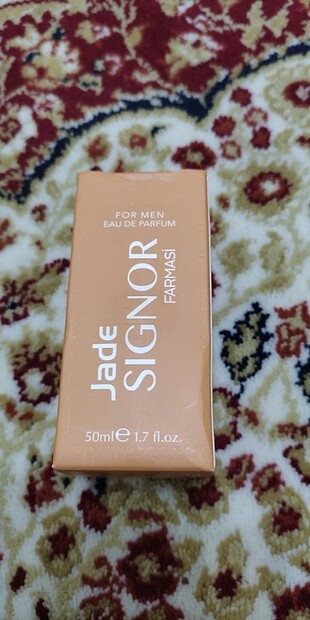 FOR MEN
EAU DE PARFUM
Jade
SIGNOR
FARMASİ
50ml℮ 1.7 fl.oz.